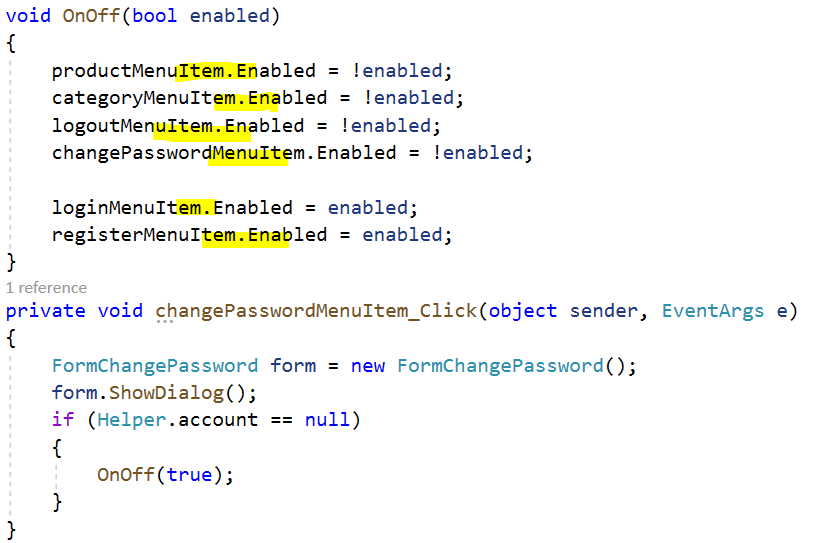 void OnOff(bool enabled)
{
    productMenuItem.Enabled = !enabled;
    categoryMenuItem.Enabled = !enabled;
    logoutMenuItem.Enabled = !enabled;
    changePasswordMenuItem.Enabled = !enabled;

    loginMenuItem.Enabled = enabled;
    registerMenuItem.Enabled = enabled;
}
1 reference
private void changePasswordMenuItem_Click(object sender, EventArgs e)
{
    FormChangePassword form = new FormChangePassword();
    form.ShowDialog();
    if (Helper.account == null)
    {
        OnOff(true);
    }
}